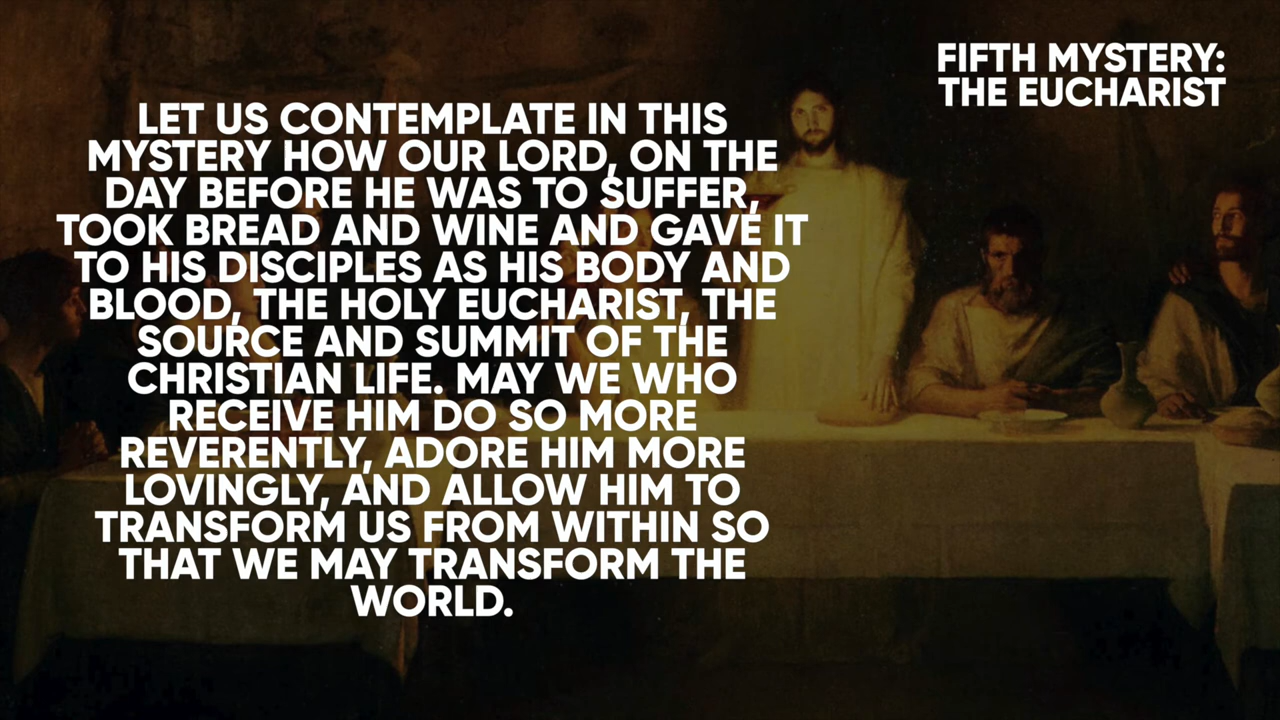 FIFTH MYSTERY:
THE EUCHARIST
LET US CONTEMPLATE IN THIS
MYSTERY HOW OUR LORD, ON THE
DAY BEFORE HE WAS TO SUFFER,
TOOK BREAD AND WINE AND GAVE IT
TO HIS DISCIPLES AS HIS BODY AND
BLOOD, THE HOLY EUCHARIST, THE
SOURCE AND SUMMIT OF THE
CHRISTIAN LIFE. MAY WE WHO
RECEIVE HIM DO SO MORE
REVERENTLY, ADORE HIM MORE
LOVINGLY, AND ALLOW HIM TO
TRANSFORM US FROM WITHIN SO
THAT WE MAY TRANSFORM THE
WORLD.